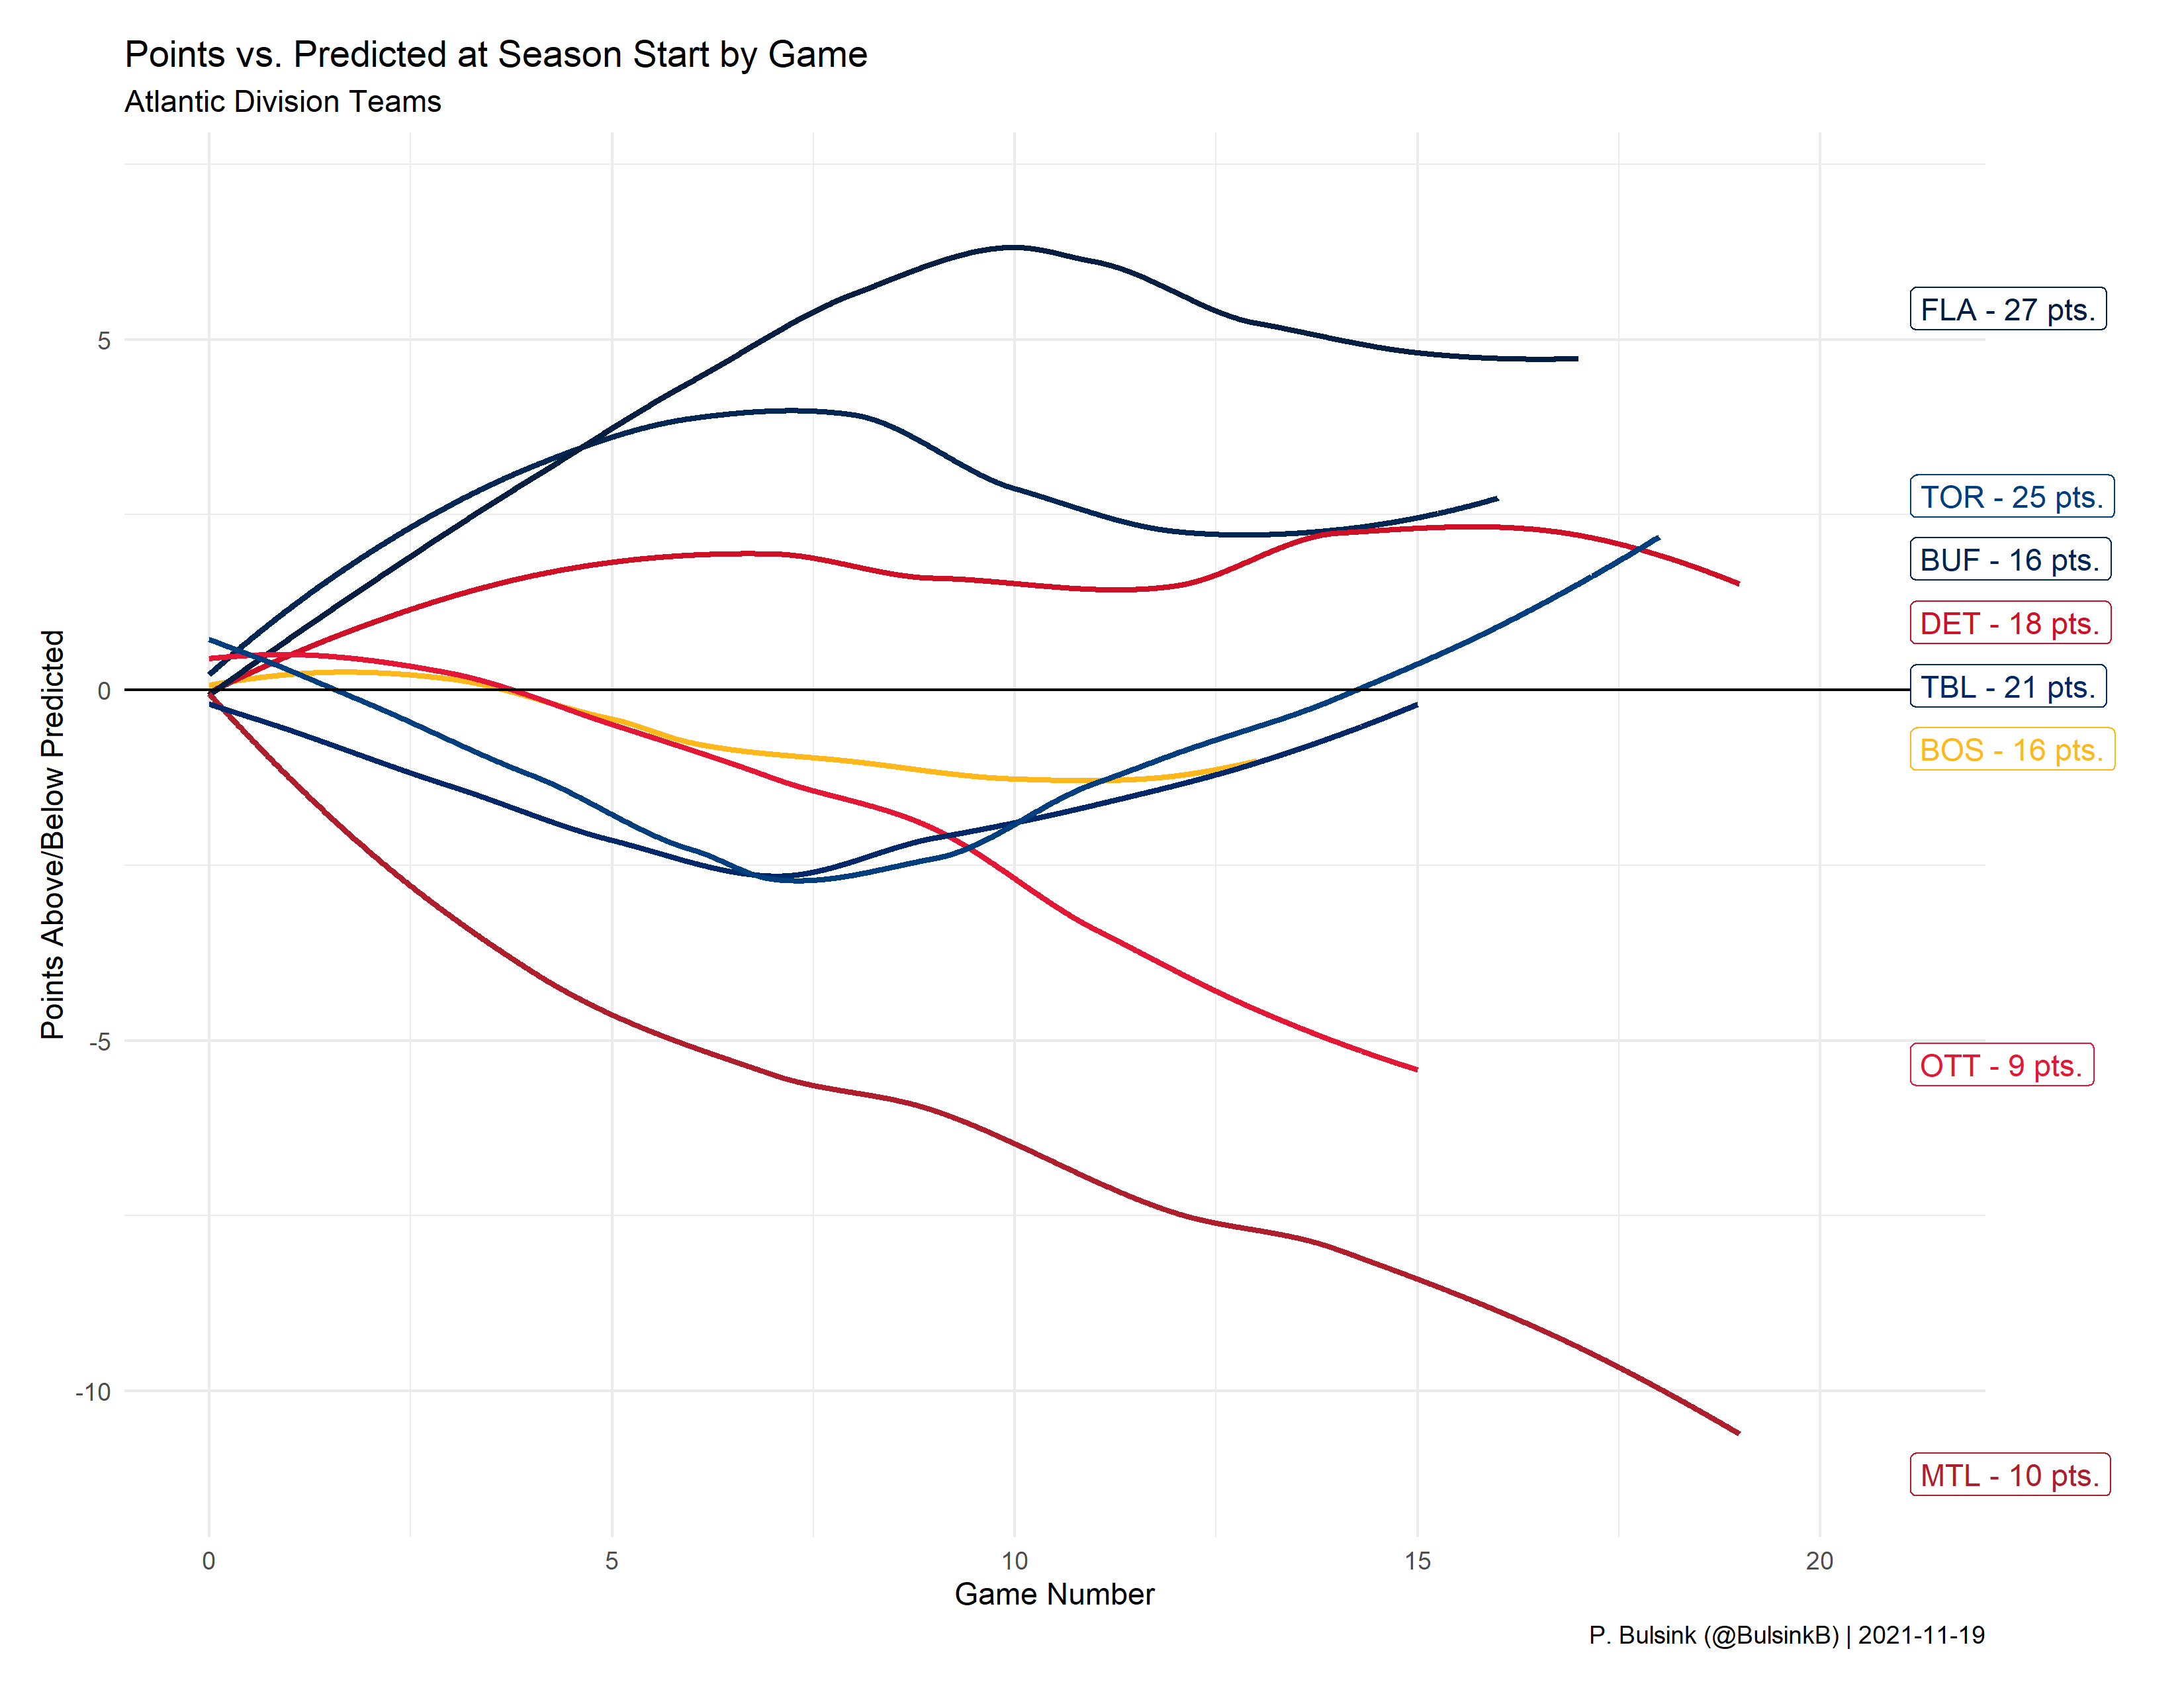 Points vs. Predicted at Season Start by Game
Atlantic Division Teams
Points Above/Below Predicted
5
0
-5
-10
FLA - 27 pts.
TOR - 25 pts.
BUF - 16 pts.
DET - 18 pts.
TBL - 21 pts.
BOS - 16 pts.
OTT - 9 pts.
MTL - 10 pts.
0 5 10 15 20
Game Number
P. Bulsink (@BulsinkB) | 2021-11-19